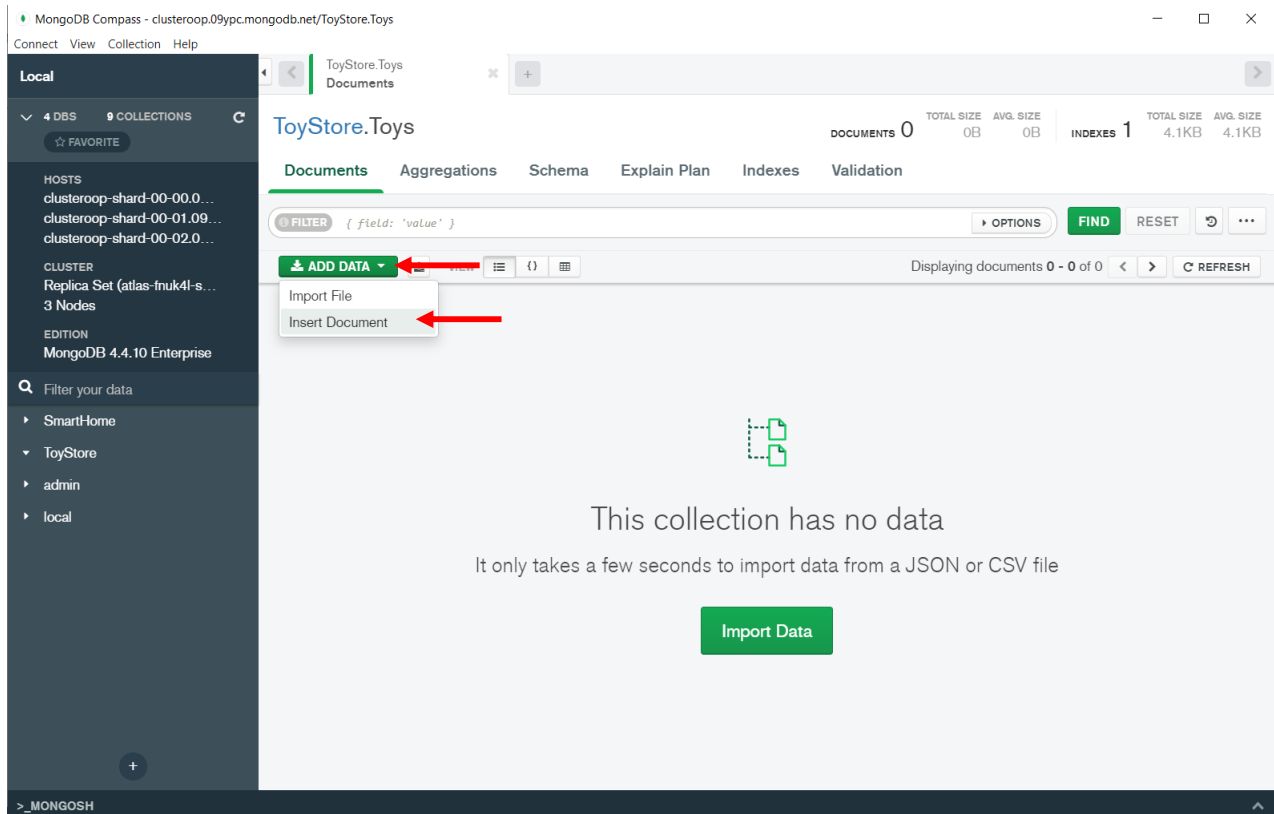 MongoDB Compass - clusteroop.09ypc.mongodb.net/ToyStore.Toys
Connect View Collection Help
Local
ToyStore.Toys
Documents
4 DBS 9 COLLECTIONS
FAVORITE
HOSTS
clusteroop-shard-00-00.0...
clusteroop-shard-00-01.09...
clusteroop-shard-00-02.0...
CLUSTER
Replica Set (atlas-fnuk4l-s...
3 Nodes
EDITION
MongoDB 4.4.10 Enterprise
Filter your data
SmartHome
ToyStore
admin
local
>_MONGOSH
ToyStore.Toys
DOCUMENTS 0 TOTAL SIZE 0B AVG. SIZE 0B INDEXES 1 TOTAL SIZE 4.1KB AVG. SIZE 4.1KB
Documents Aggregations Schema Explain Plan Indexes Validation
FILTER { field: 'value' } OPTIONS FIND RESET
ADD DATA VIEW {} Displaying documents 0 - 0 of 0 < > REFRESH
Import File
Insert Document
This collection has no data
It only takes a few seconds to import data from a JSON or CSV file
Import Data